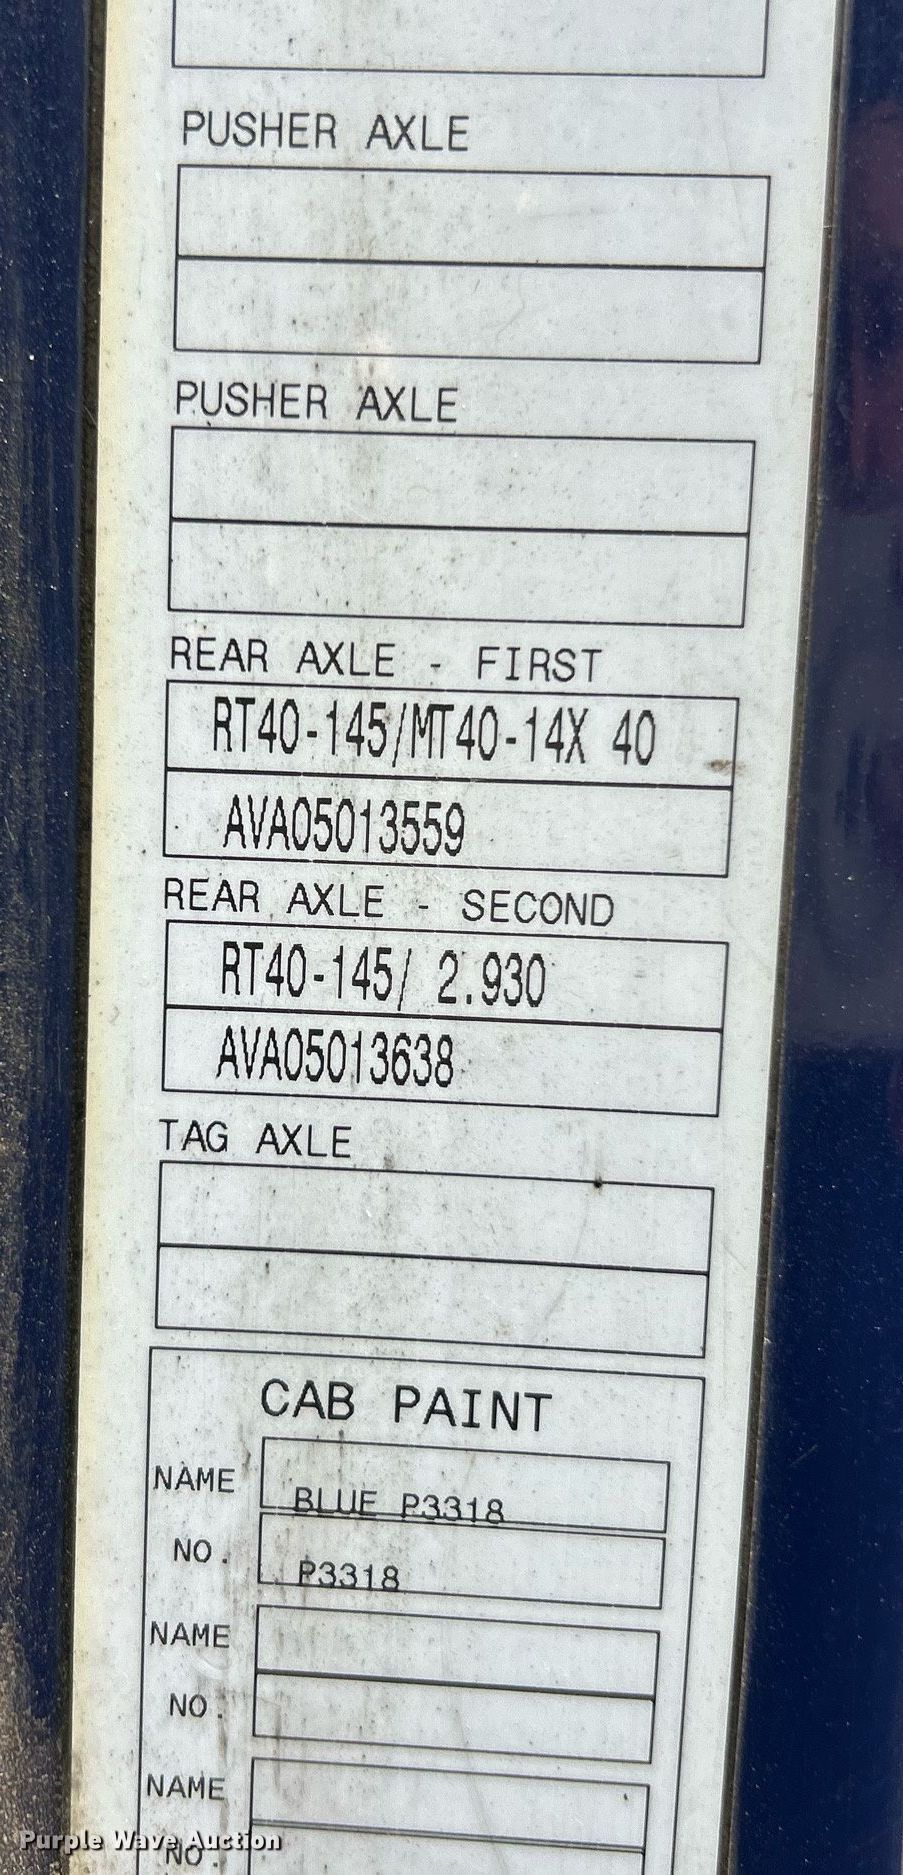 PUSHER AXLE
PUSHER AXLE
REAR AXLE - FIRST
RT40-145/MT40-14X 40
AVA05013559
REAR AXLE - SECOND
RT40-145/ 2.930
AVA05013638
TAG AXLE
CAB PAINT
NAME BLUE P3318
NO. P3318
NAME
NO.
NAME
NO.
Purple Wave Auction